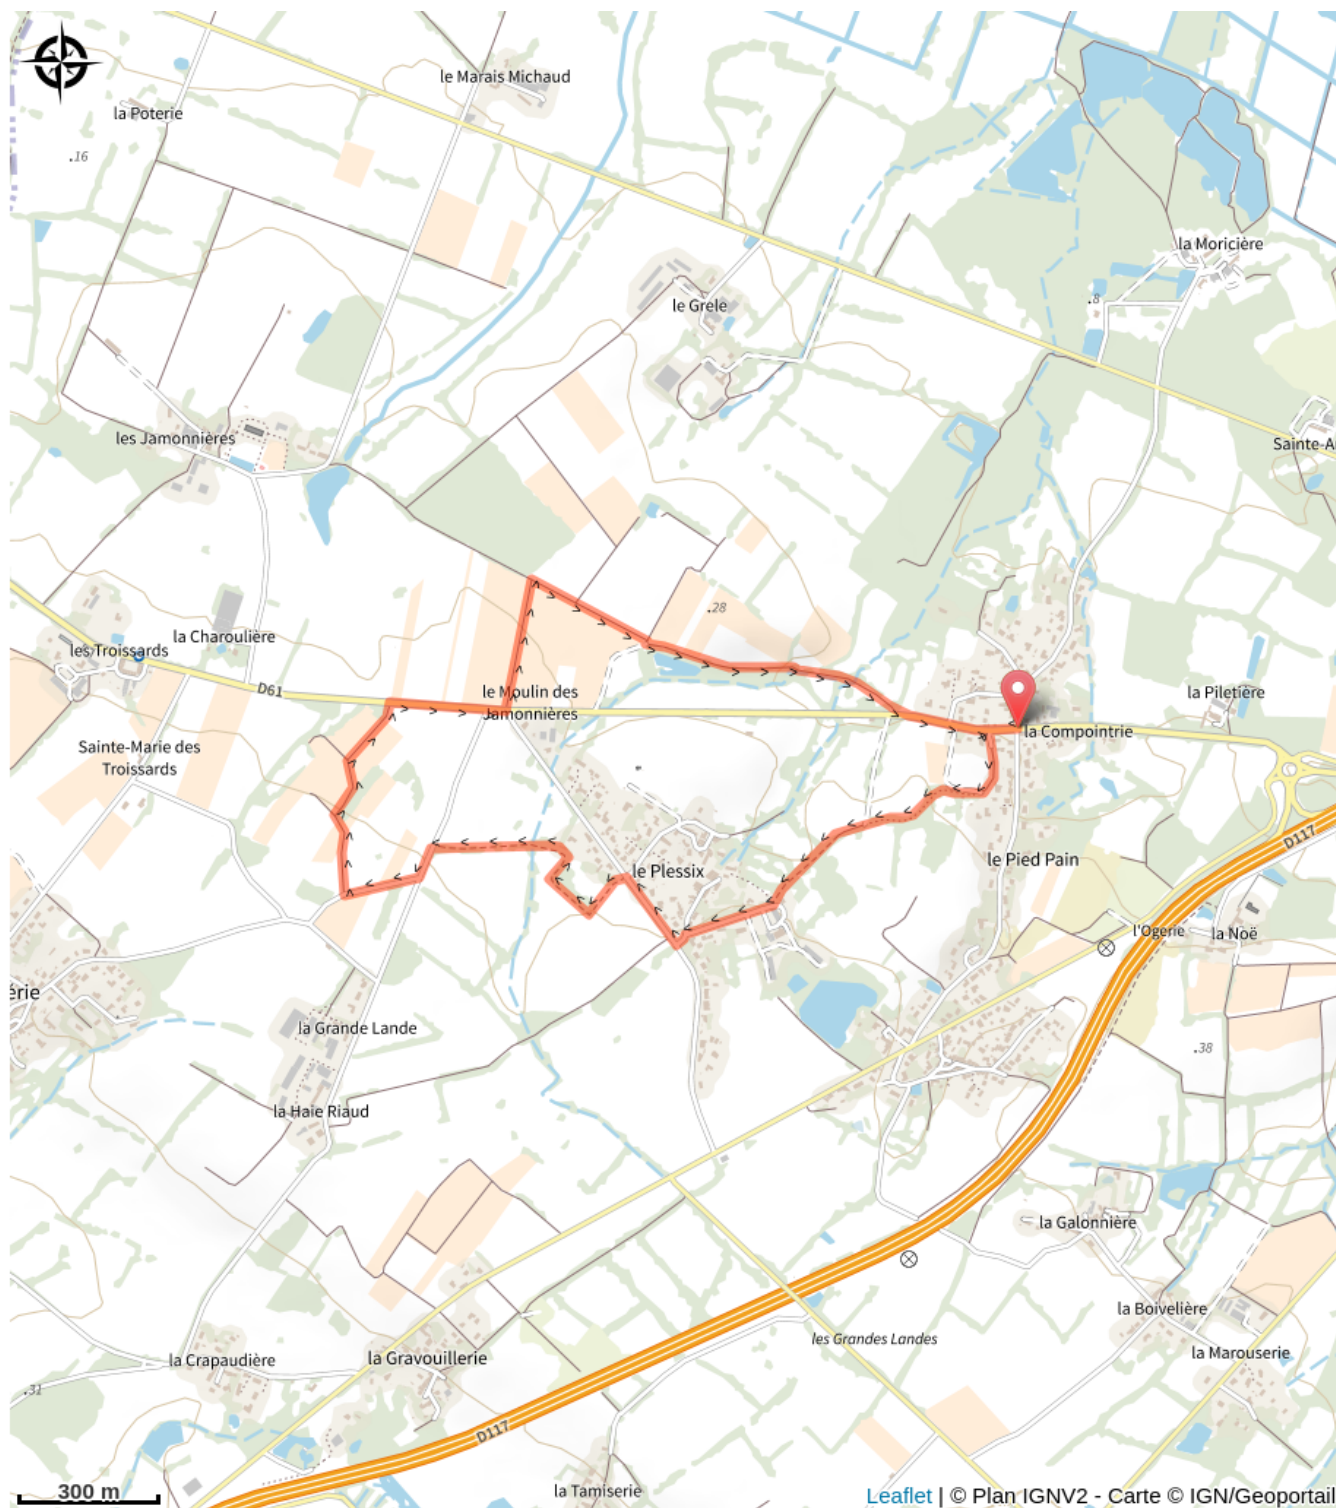 le Marais Michaud
la Poterie
.16
la Moricière
.8
le Grele
les Jamonnières
Sainte-A
.28
la Charoulière
les Troissards
D61
le Moulin des
Jamonnières
la Piletière
la Compointrie
Sainte-Marie des
Troissards
D117
le Pied Pain
le Plessix
l'Ogerie
la Noë
érie
la Grande Lande
.38
la Haie Riaud
la Galonnière
la Boivelière
les Grandes Landes
la Marouserie
la Crapaudière
la Gravouillerie
.31
D117
la Tamiserie
300 m
Leaflet | © Plan IGNV2 - Carte © IGN/Geoportail